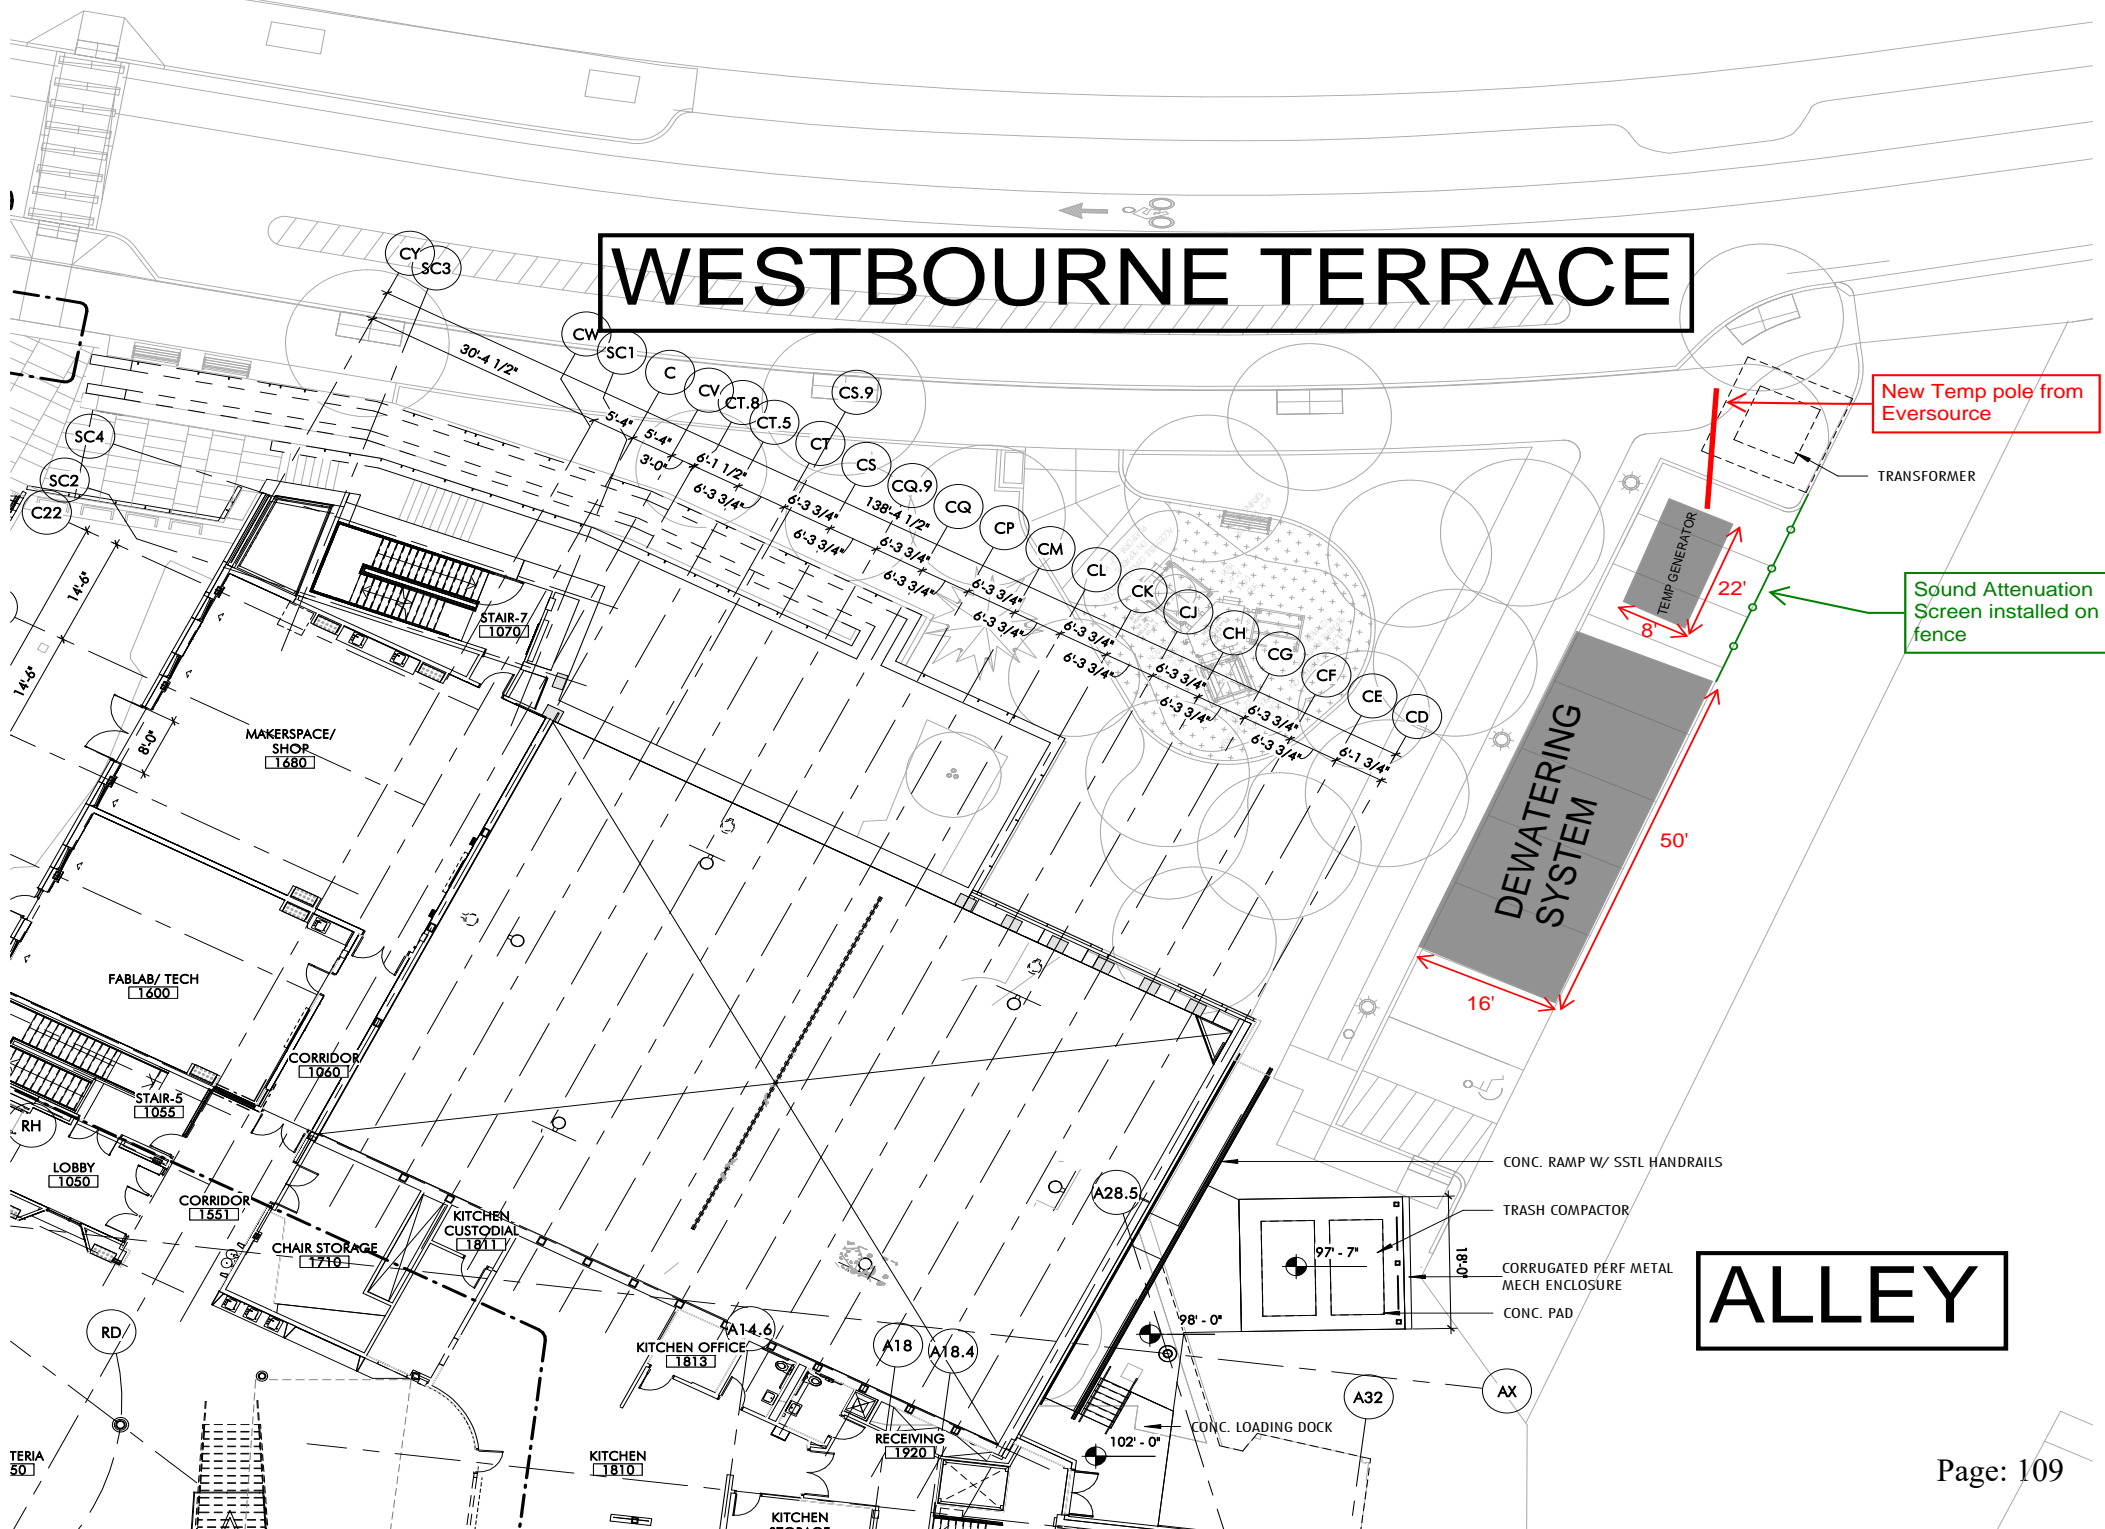 WESTBOURNE TERRACE
CY
SC3
CW
SC1
C
CV
CT.8
CT.5
CS.9
CT
CS
CQ.9
CQ
CP
CM
CL
CK
CJ
CH
CG
CF
CE
CD
30'-4 1/2"
5'-4"
5'-4"
3'-0"
6'-1 1/2"
6'-3 3/4"
6'-3 3/4"
138'-4 1/2"
6'-3 3/4"
6'-3 3/4"
6'-3 3/4"
6'-3 3/4"
6'-3 3/4"
6'-3 3/4"
6'-3 3/4"
6'-3 3/4"
6'-3 3/4"
6'-3 3/4"
6'-3 3/4"
6'-3 3/4"
6'-1 3/4"
New Temp pole from
Eversource
TRANSFORMER
TEMP GENERATOR
22'
8'
Sound Attenuation
Screen installed on
fence
DEWATERING
SYSTEM
50'
16'
SC4
SC2
C22
14'-6"
14'-6"
STAIR-7
1070
MAKERSPACE/
SHOP
1680
8'-0"
FABLAB/ TECH
1600
CORRIDOR
1060
STAIR-5
1055
RH
LOBBY
1050
CORRIDOR
1551
KITCHEN
CUSTODIAL
1811
CHAIR STORAGE
1710
RD
A28.5
CONC. RAMP W/ SSTL HANDRAILS
TRASH COMPACTOR
97' - 7"
18'-0"
CORRUGATED PERF METAL
MECH ENCLOSURE
CONC. PAD
98' - 0"
ALLEY
A14.6
KITCHEN OFFICE
1813
A18
A18.4
AX
A32
CONC. LOADING DOCK
RECEIVING
1920
102' - 0"
TERIA
50
KITCHEN
1810
KITCHEN
Page: 109